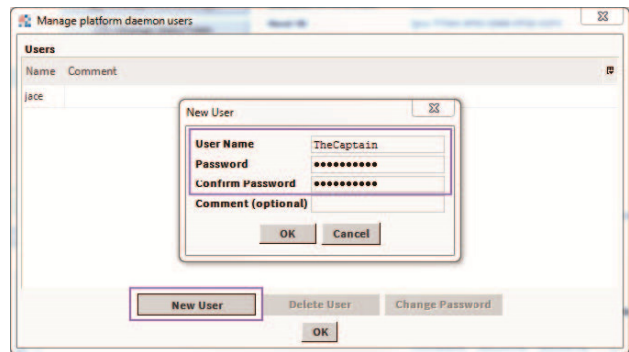 Manage platform daemon users
Users
Name Comment
jace
New User
User Name TheCaptain
Password ••••••••••
Confirm Password ••••••••••
Comment (optional)
OK Cancel
New User Delete User Change Password
OK